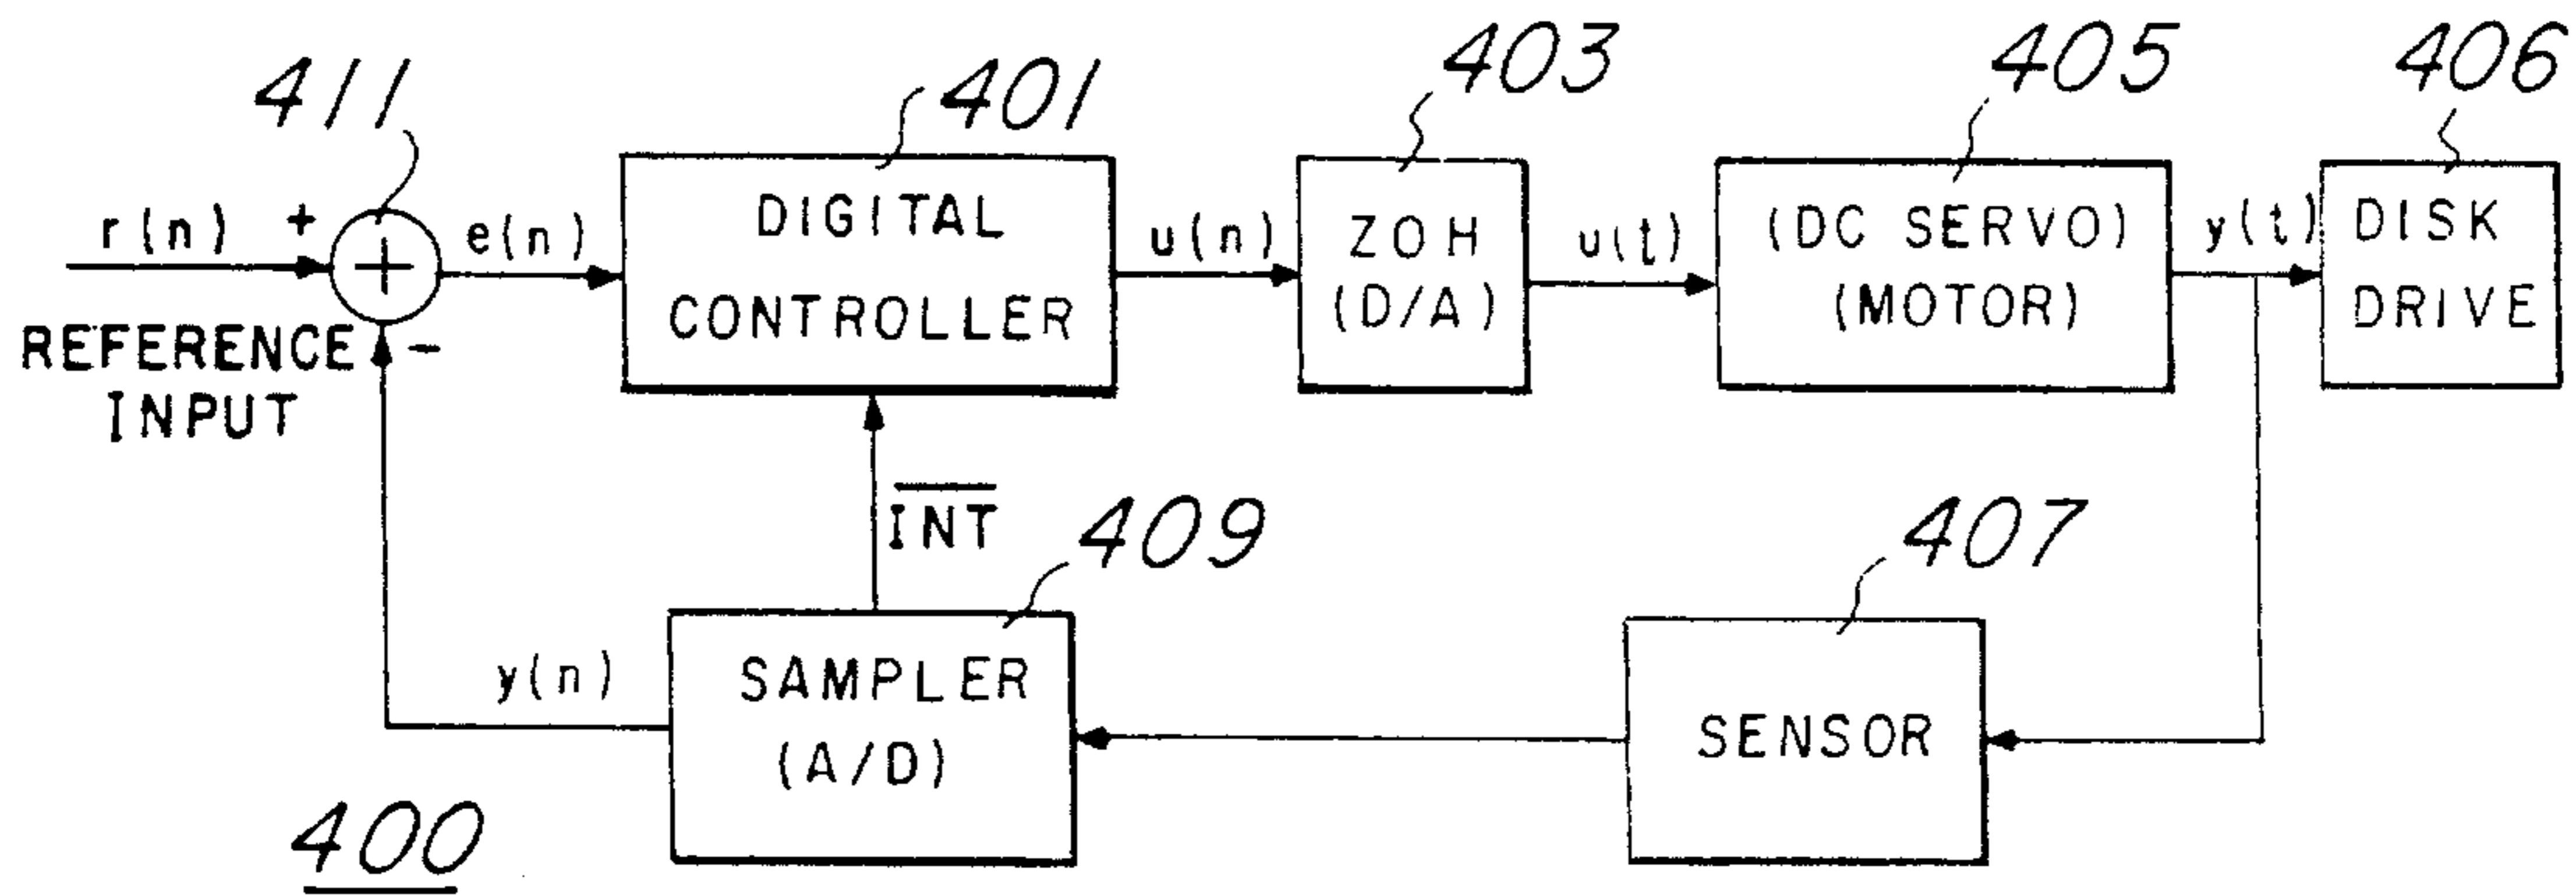 411
401
403
405
406
r(n)
+
+
e(n)
DIGITAL
CONTROLLER
u(n)
ZOH
(D/A)
u(t)
(DC SERVO)
(MOTOR)
y(t)
DISK
DRIVE
REFERENCE
INPUT
-
INT
409
407
y(n)
SAMPLER
(A/D)
SENSOR
400